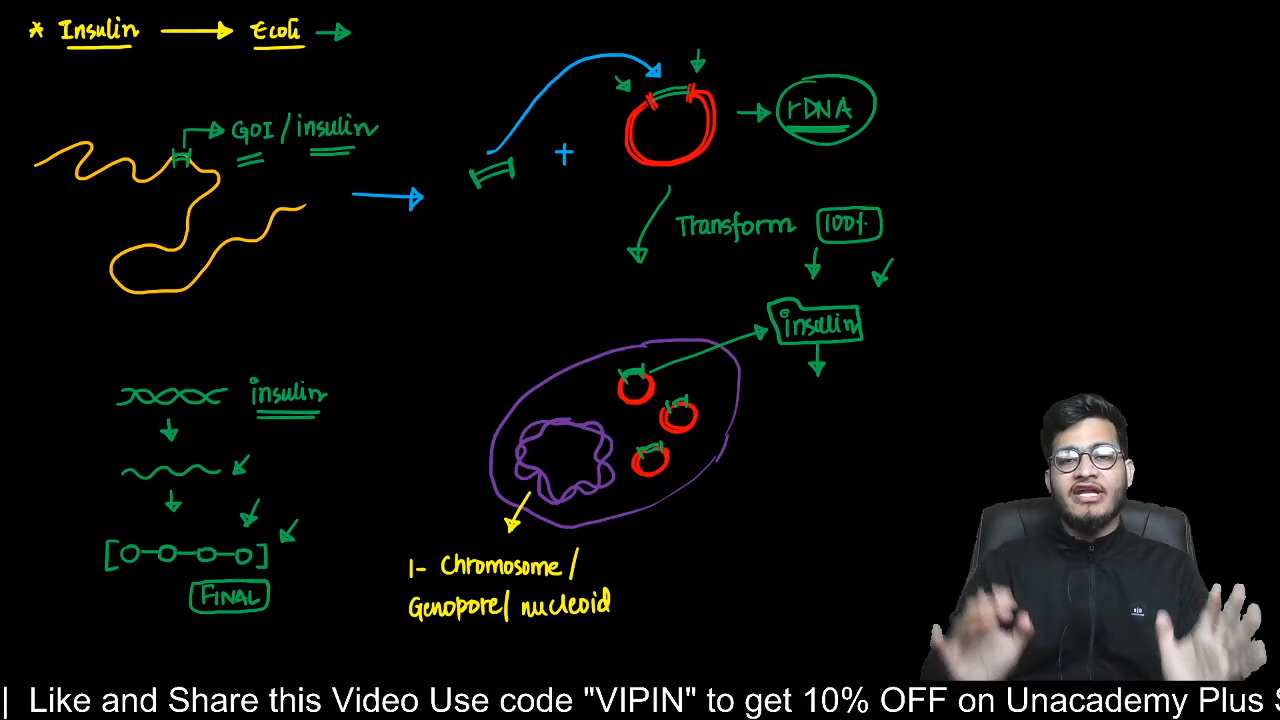 * Insulin → Ecoli →
GOI / insulin
+
→ rDNA
Transform 100%
insulin
insulin
FINAL
1- Chromosome /
Genopore/ nucleoid
| Like and Share this Video Use code "VIPIN" to get 10% OFF on Unacademy Plus S